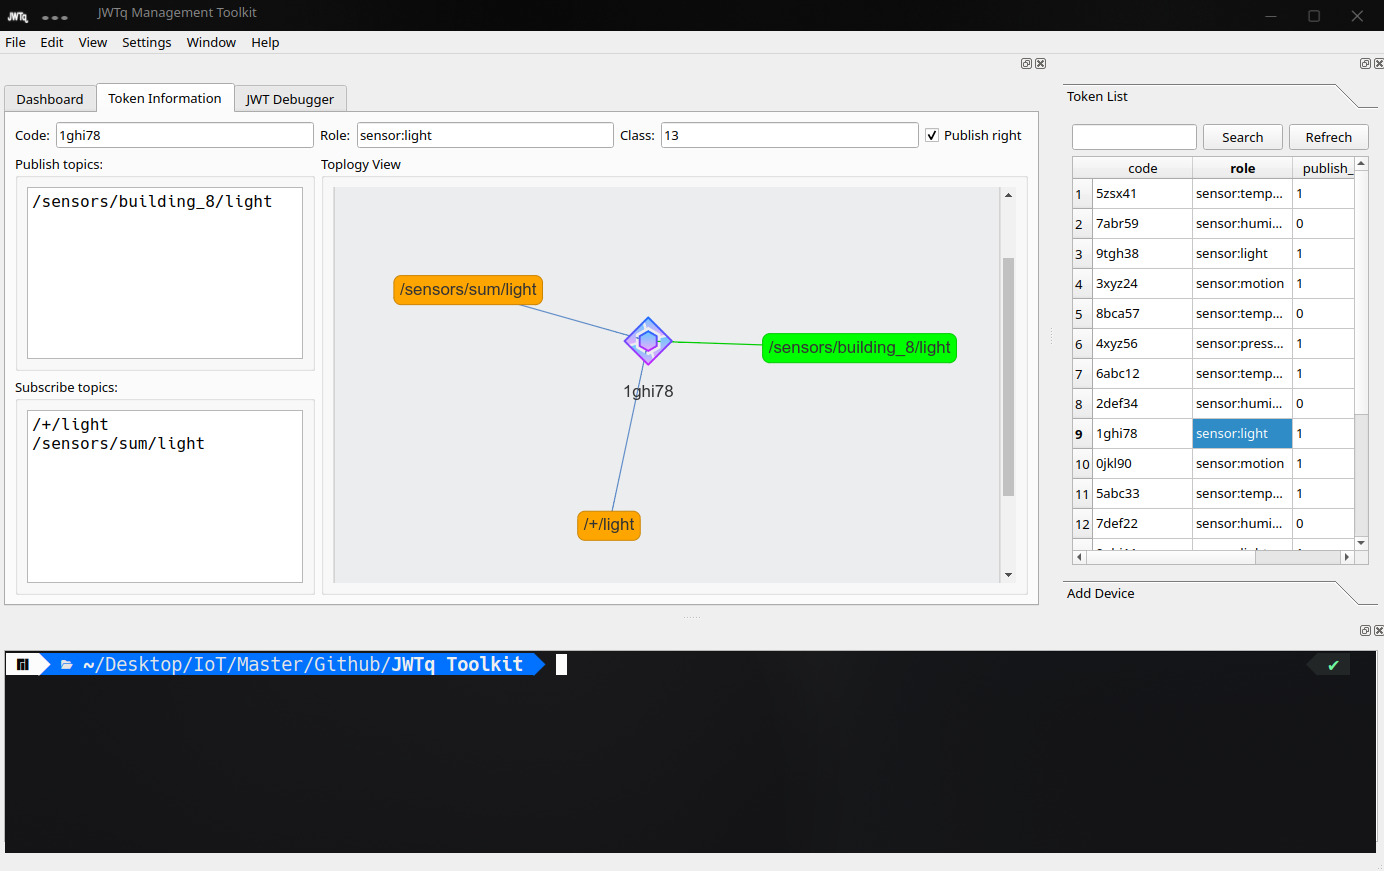 JWTq JWTq Management Toolkit
File Edit View Settings Window Help
Dashboard Token Information JWT Debugger
Code: 1ghi78 Role: sensor:light Class: 13 Publish right
Publish topics:
/sensors/building_8/light
Subscribe topics:
/+/light
/sensors/sum/light
Toplogy View
/sensors/sum/light
/sensors/building_8/light
1ghi78
/+/light
Token List
Search Refrech
code role publish_
1 5zsx41 sensor:temp... 1
2 7abr59 sensor:humi... 0
3 9tgh38 sensor:light 1
4 3xyz24 sensor:motion 1
5 8bca57 sensor:temp... 0
6 4xyz56 sensor:press... 1
7 6abc12 sensor:temp... 1
8 2def34 sensor:humi... 0
9 1ghi78 sensor:light 1
10 0jkl90 sensor:motion 1
11 5abc33 sensor:temp... 1
12 7def22 sensor:humi... 0
Add Device
~/Desktop/IoT/Master/Github/JWTq Toolkit